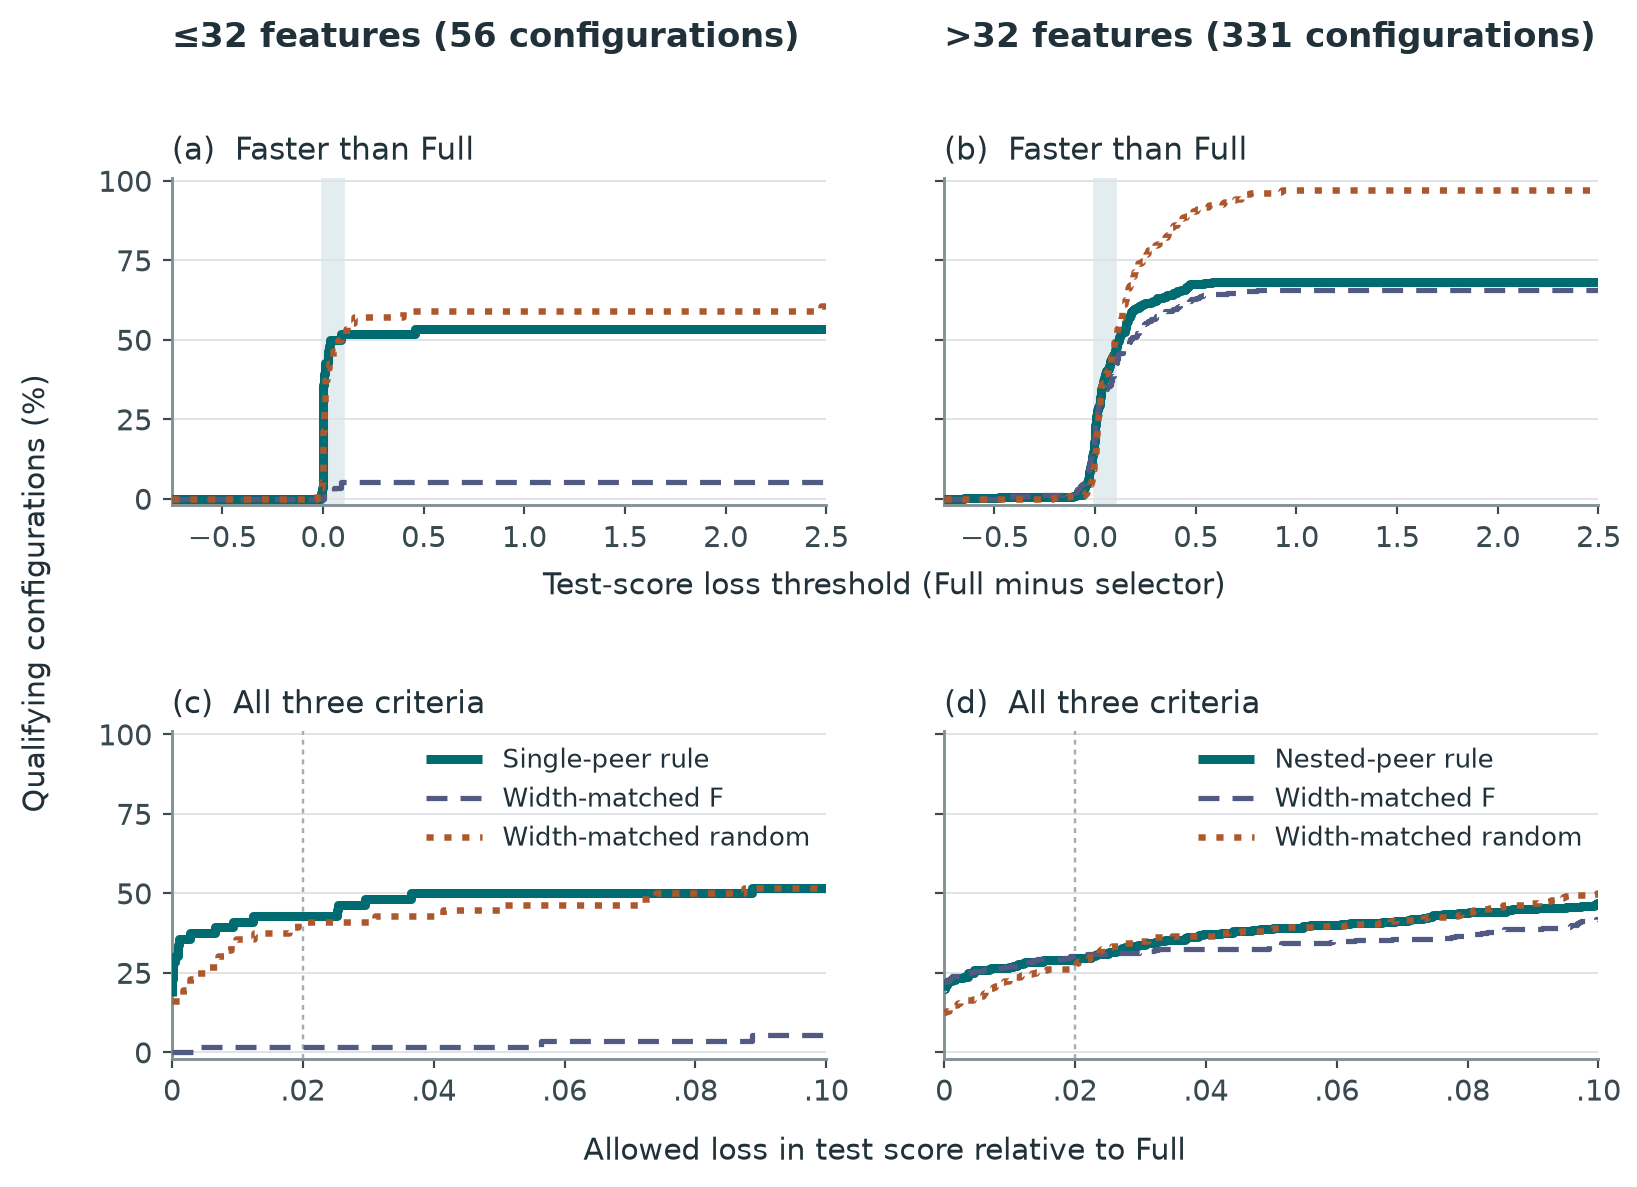 ≤32 features (56 configurations)
>32 features (331 configurations)
(a) Faster than Full
(b) Faster than Full
100
75
50
25
0
−0.5 0.0 0.5 1.0 1.5 2.0 2.5
−0.5 0.0 0.5 1.0 1.5 2.0 2.5
Test-score loss threshold (Full minus selector)
Qualifying configurations (%)
(c) All three criteria
(d) All three criteria
100
75
50
25
0
Single-peer rule
Width-matched F
Width-matched random
Nested-peer rule
Width-matched F
Width-matched random
0 .02 .04 .06 .08 .10
0 .02 .04 .06 .08 .10
Allowed loss in test score relative to Full